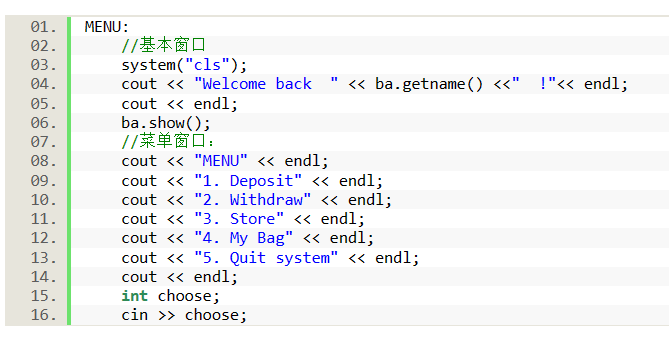 01. MENU:
02. //基本窗口
03. system("cls");
04. cout << "Welcome back  " << ba.getname() <<"  !"<< endl;
05. cout << endl;
06. ba.show();
07. //菜单窗口：
08. cout << "MENU" << endl;
09. cout << "1. Deposit" << endl;
10. cout << "2. Withdraw" << endl;
11. cout << "3. Store" << endl;
12. cout << "4. My Bag" << endl;
13. cout << "5. Quit system" << endl;
14. cout << endl;
15. int choose;
16. cin >> choose;